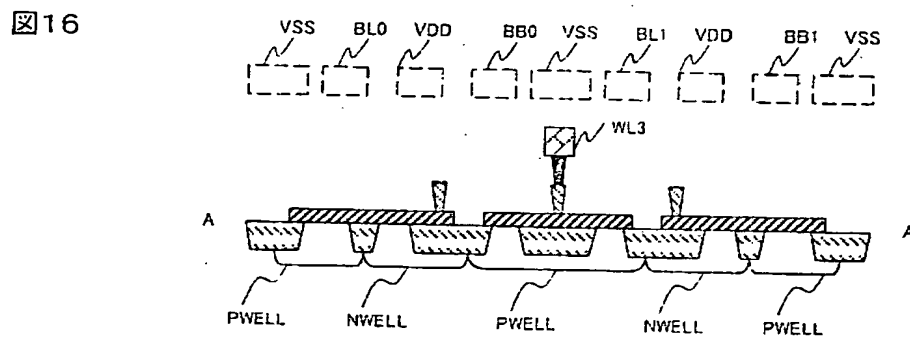 図16
VSS BL0 VDD BB0 VSS BL1 VDD BB1 VSS
WL3
A A
PWELL NWELL PWELL NWELL PWELL